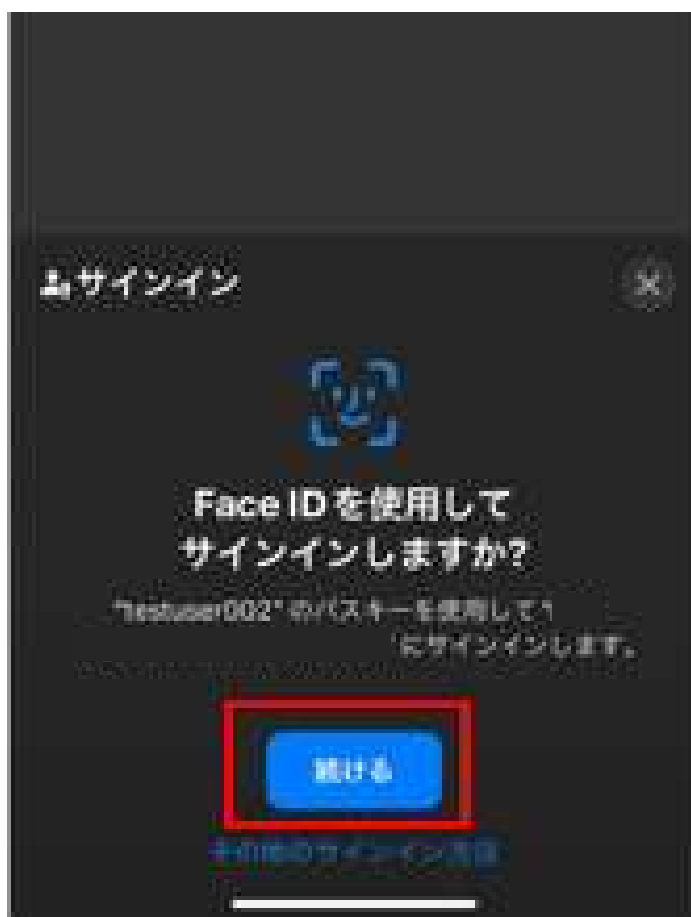 サインイン
Face IDを使用して
サインインしますか?
"testuser002"のパスキーを使用して"
"にサインインします。
続ける
その他のサインイン方法